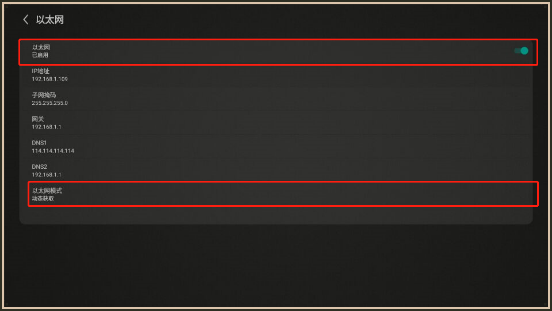 以太网
以太网
已启用
IP地址
192.168.1.109
子网掩码
255.255.255.0
网关
192.168.1.1
DNS1
114.114.114.114
DNS2
192.168.1.1
以太网模式
动态获取